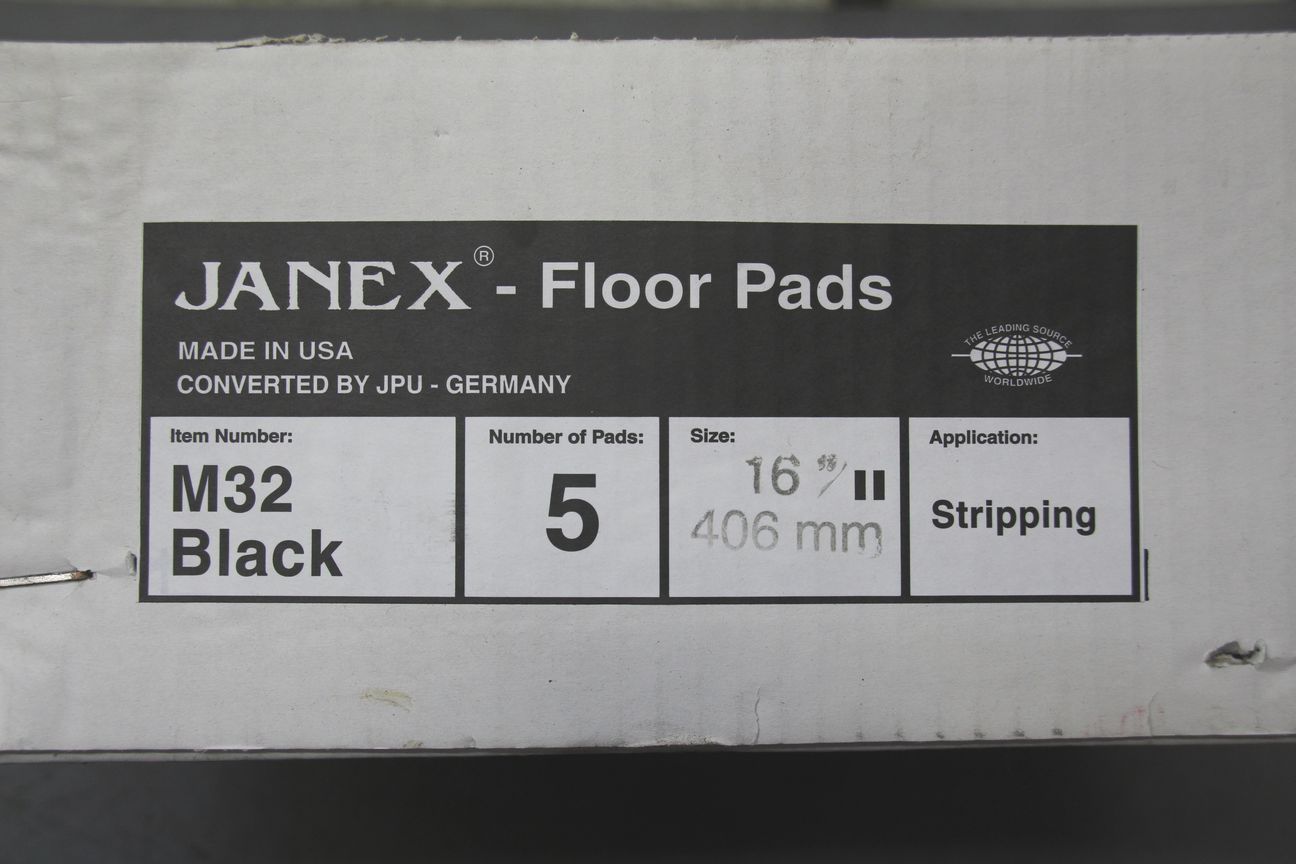 JANEX® - Floor Pads
MADE IN USA
CONVERTED BY JPU - GERMANY
THE LEADING SOURCE
WORLDWIDE
Item Number:
M32
Black
Number of Pads:
5
Size:
16 "/ "
406 mm
Application:
Stripping